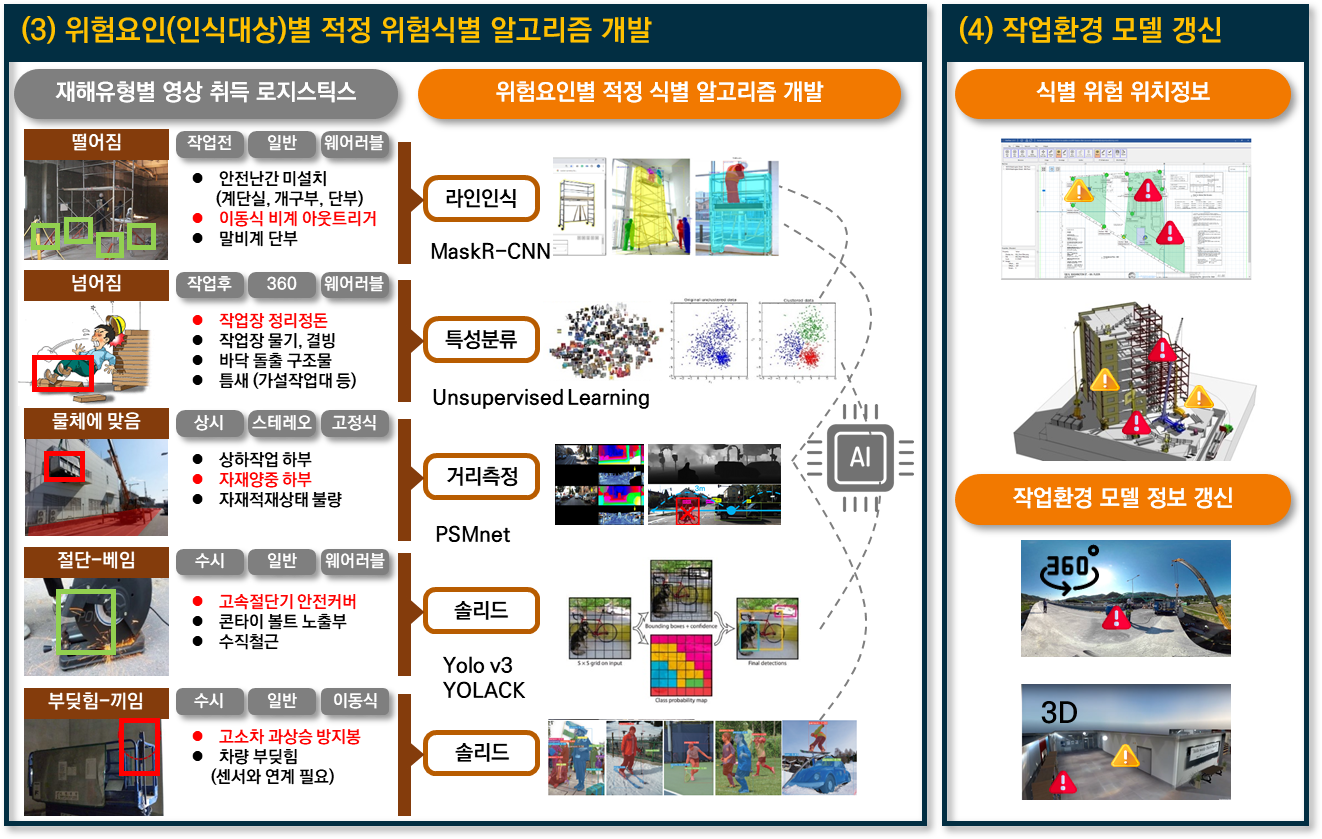 (3) 위험요인(인식대상)별 적정 위험식별 알고리즘 개발
재해유형별 영상 취득 로지스틱스
위험요인별 적정 식별 알고리즘 개발
떨어짐
작업전
일반
웨어러블
● 안전난간 미설치
(계단실, 개구부, 단부)
● 이동식 비계 아웃트리거
● 말비계 단부
라인인식
MaskR-CNN
넘어짐
작업후
360
웨어러블
● 작업장 정리정돈
● 작업장 물기, 결빙
● 바닥 돌출 구조물
● 틈새 (가설작업대 등)
특성분류
Unsupervised Learning
Original unclustered data
Clustered data
물체에 맞음
상시
스테레오
고정식
● 상하작업 하부
● 자재양중 하부
● 자재적재상태 불량
거리측정
PSMnet
3m
AI
절단-베임
수시
일반
웨어러블
● 고속절단기 안전커버
● 콘타이 볼트 노출부
● 수직철근
솔리드
Yolo v3
YOLACK
S × S grid on input
Bounding boxes + confidence
Class probability map
Final detections
부딪힘-끼임
수시
일반
이동식
● 고소차 과상승 방지봉
● 차량 부딪힘
(센서와 연계 필요)
솔리드
(4) 작업환경 모델 갱신
식별 위험 위치정보
작업환경 모델 정보 갱신
360°
3D